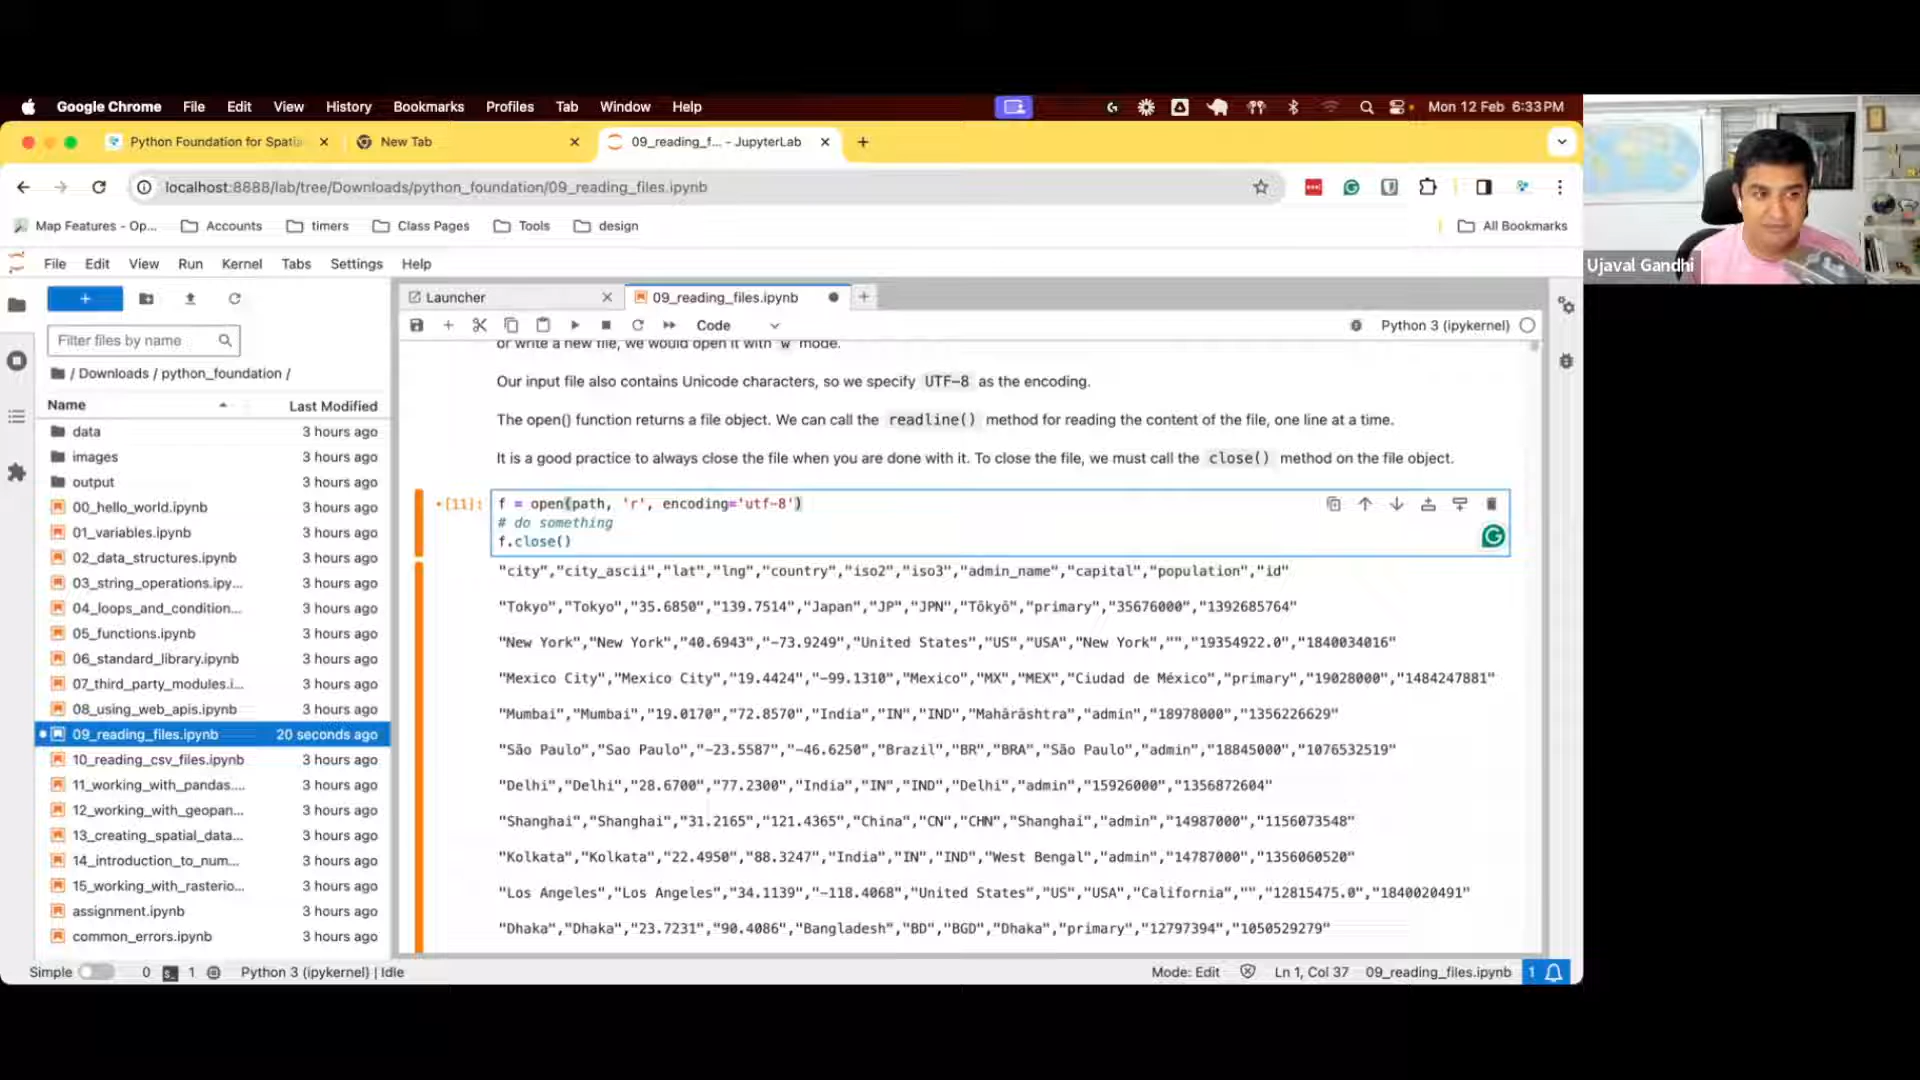 Google Chrome File Edit View History Bookmarks Profiles Tab Window Help Mon 12 Feb 6:33 PM
Python Foundation for Spatia New Tab 09_reading_f... - JupyterLab
localhost:8888/lab/tree/Downloads/python_foundation/09_reading_files.ipynb
Map Features - Op... Accounts timers Class Pages Tools design All Bookmarks
Ujaval Gandhi
File Edit View Run Kernel Tabs Settings Help
Launcher 09_reading_files.ipynb
Code Python 3 (ipykernel)
Filter files by name
/ Downloads / python_foundation /
Name Last Modified
data 3 hours ago
images 3 hours ago
output 3 hours ago
00_hello_world.ipynb 3 hours ago
01_variables.ipynb 3 hours ago
02_data_structures.ipynb 3 hours ago
03_string_operations.ipy... 3 hours ago
04_loops_and_condition... 3 hours ago
05_functions.ipynb 3 hours ago
06_standard_library.ipynb 3 hours ago
07_third_party_modules.i... 3 hours ago
08_using_web_apis.ipynb 3 hours ago
09_reading_files.ipynb 20 seconds ago
10_reading_csv_files.ipynb 3 hours ago
11_working_with_pandas.... 3 hours ago
12_working_with_geopan... 3 hours ago
13_creating_spatial_data... 3 hours ago
14_introduction_to_num... 3 hours ago
15_working_with_rasterio... 3 hours ago
assignment.ipynb 3 hours ago
common_errors.ipynb 3 hours ago
or write a new file, we would open it with 'w' mode.
Our input file also contains Unicode characters, so we specify UTF-8 as the encoding.
The open() function returns a file object. We can call the readline() method for reading the content of the file, one line at a time.
It is a good practice to always close the file when you are done with it. To close the file, we must call the close() method on the file object.
[11]: f = open(path, 'r', encoding='utf-8')
# do something
f.close()
"city","city_ascii","lat","lng","country","iso2","iso3","admin_name","capital","population","id"
"Tokyo","Tokyo","35.6850","139.7514","Japan","JP","JPN","Tōkyō","primary","35676000","1392685764"
"New York","New York","40.6943","-73.9249","United States","US","USA","New York","","19354922.0","1840034016"
"Mexico City","Mexico City","19.4424","-99.1310","Mexico","MX","MEX","Ciudad de México","primary","19028000","1484247881"
"Mumbai","Mumbai","19.0170","72.8570","India","IN","IND","Mahārāshtra","admin","18978000","1356226629"
"São Paulo","Sao Paulo","-23.5587","-46.6250","Brazil","BR","BRA","São Paulo","admin","18845000","1076532519"
"Delhi","Delhi","28.6700","77.2300","India","IN","IND","Delhi","admin","15926000","1356872604"
"Shanghai","Shanghai","31.2165","121.4365","China","CN","CHN","Shanghai","admin","14987000","1156073548"
"Kolkata","Kolkata","22.4950","88.3247","India","IN","IND","West Bengal","admin","14787000","1356060520"
"Los Angeles","Los Angeles","34.1139","-118.4068","United States","US","USA","California","","12815475.0","1840020491"
"Dhaka","Dhaka","23.7231","90.4086","Bangladesh","BD","BGD","Dhaka","primary","12797394","1050529279"
Simple 0 1 Python 3 (ipykernel) | Idle Mode: Edit Ln 1, Col 37 09_reading_files.ipynb 1